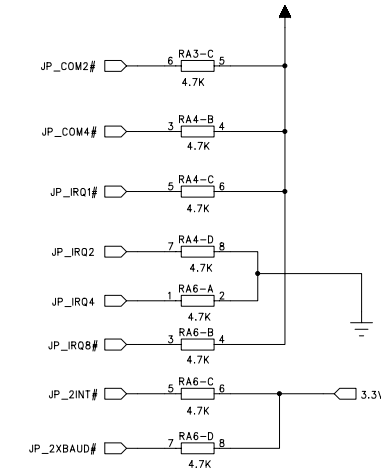 RA3-C
JP_COM2# 6 5
4.7K
RA4-B
JP_COM4# 3 4
4.7K
RA4-C
JP_IRQ1# 5 6
4.7K
RA4-D
JP_IRQ2 7 8
4.7K
RA6-A
JP_IRQ4 1 2
4.7K
RA6-B
JP_IRQ8# 3 4
4.7K
RA6-C
JP_2INT# 5 6 3.3V
4.7K
RA6-D
JP_2XBAUD# 7 8
4.7K